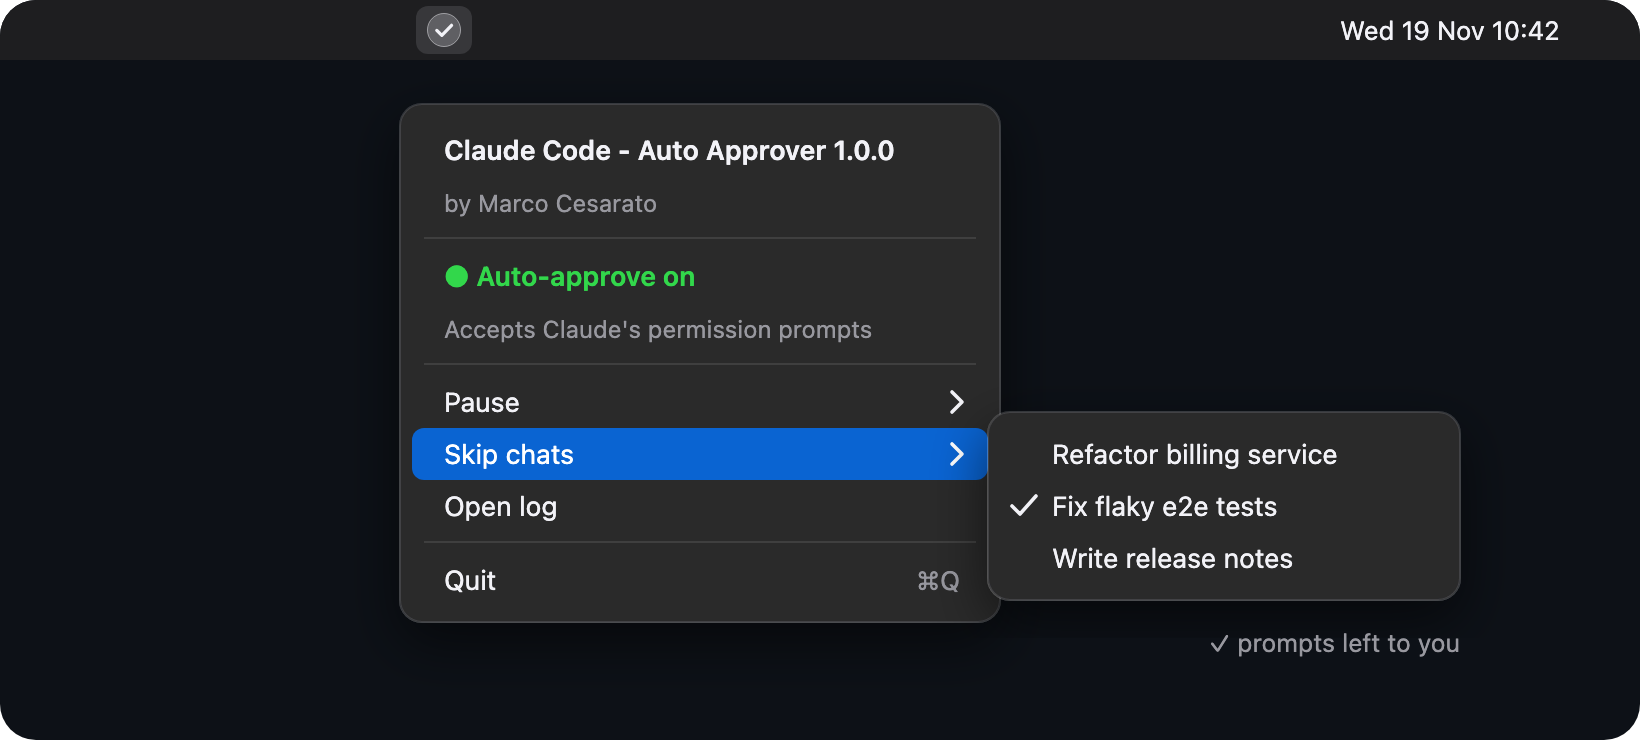 Wed 19 Nov 10:42
Claude Code - Auto Approver 1.0.0
by Marco Cesarato
Auto-approve on
Accepts Claude's permission prompts
Pause
Skip chats
Open log
Quit ⌘Q
Refactor billing service
✓ Fix flaky e2e tests
Write release notes
✓ prompts left to you